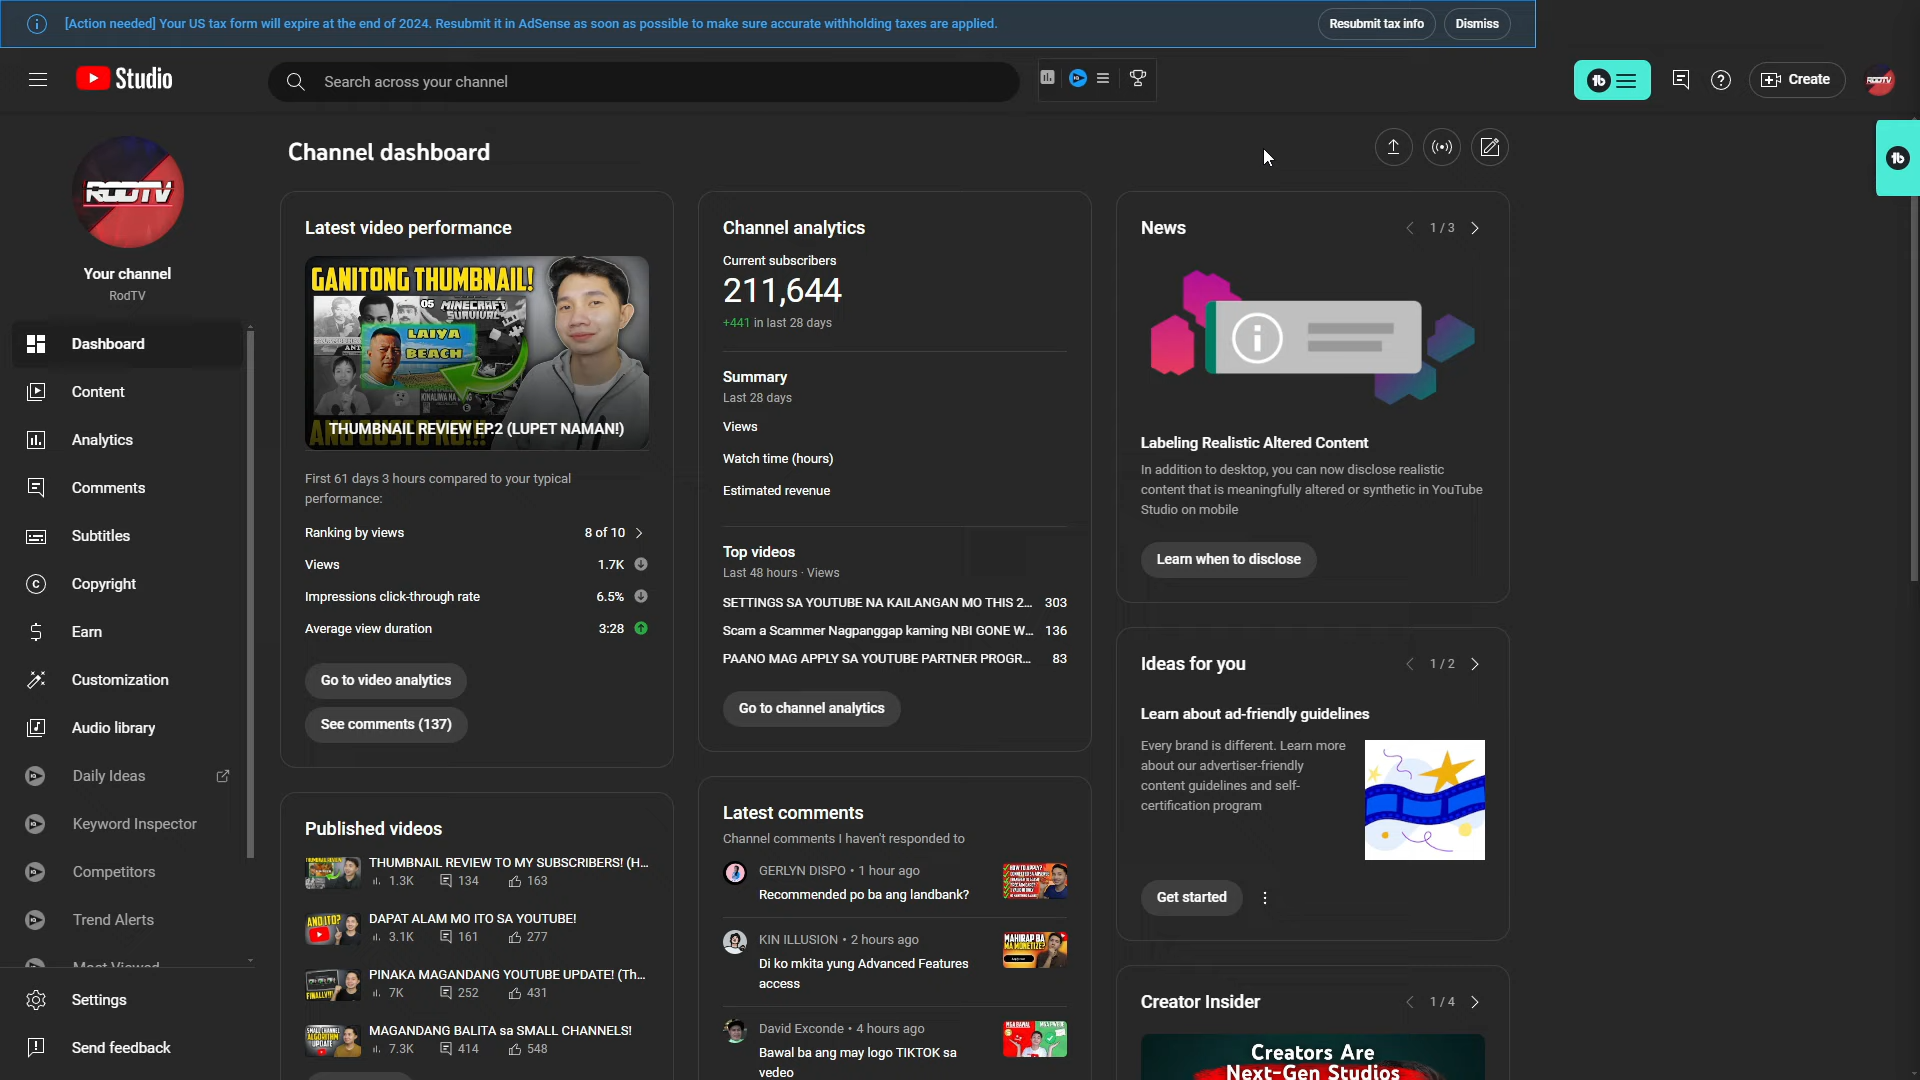 [Action needed] Your US tax form will expire at the end of 2024. Resubmit it in AdSense as soon as possible to make sure accurate withholding taxes are applied.
Resubmit tax info
Dismiss
Studio
Search across your channel
Create
RODTV
Your channel
RodTV
Dashboard
Content
Analytics
Comments
Subtitles
Copyright
Earn
Customization
Audio library
Daily Ideas
Keyword Inspector
Competitors
Trend Alerts
Most Viewed
Settings
Send feedback
Channel dashboard
Latest video performance
GANITONG THUMBNAIL!
05 MINECRAFT
SURVIVAL
LAIYA
BEACH
THUMBNAIL REVIEW EP.2 (LUPET NAMAN!)
First 61 days 3 hours compared to your typical
performance:
Ranking by views 8 of 10
Views 1.7K
Impressions click-through rate 6.5%
Average view duration 3:28
Go to video analytics
See comments (137)
Published videos
THUMBNAIL REVIEW TO MY SUBSCRIBERS! (H...
1.3K 134 163
DAPAT ALAM MO ITO SA YOUTUBE!
3.1K 161 277
PINAKA MAGANDANG YOUTUBE UPDATE! (Th...
7K 252 431
MAGANDANG BALITA sa SMALL CHANNELS!
7.3K 414 548
Channel analytics
Current subscribers
211,644
+441 in last 28 days
Summary
Last 28 days
Views
Watch time (hours)
Estimated revenue
Top videos
Last 48 hours · Views
SETTINGS SA YOUTUBE NA KAILANGAN MO THIS 2... 303
Scam a Scammer Nagpanggap kaming NBI GONE W... 136
PAANO MAG APPLY SA YOUTUBE PARTNER PROGR... 83
Go to channel analytics
Latest comments
Channel comments I haven't responded to
GERLYN DISPO • 1 hour ago
Recommended po ba ang landbank?
KIN ILLUSION • 2 hours ago
Di ko mkita yung Advanced Features
access
David Exconde • 4 hours ago
Bawal ba ang may logo TIKTOK sa
vedeo
News
1 / 3
Labeling Realistic Altered Content
In addition to desktop, you can now disclose realistic
content that is meaningfully altered or synthetic in YouTube
Studio on mobile
Learn when to disclose
Ideas for you
1 / 2
Learn about ad-friendly guidelines
Every brand is different. Learn more
about our advertiser-friendly
content guidelines and self-
certification program
Get started
Creator Insider
1 / 4
Creators Are
Next-Gen Studios